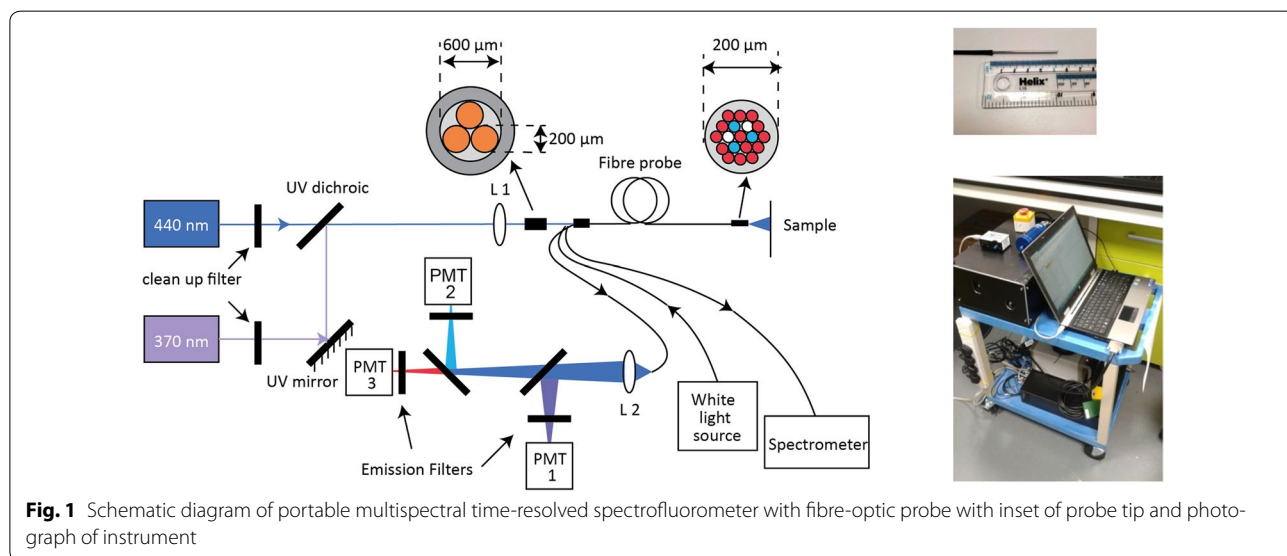 600 µm
200 µm
200 µm
Fibre probe
UV dichroic
L 1
440 nm
Sample
clean up filter
PMT
2
370 nm
PMT
3
UV mirror
L 2
White
light
source
Spectrometer
Emission Filters
PMT
1
Helix
Fig. 1 Schematic diagram of portable multispectral time-resolved spectrofluorometer with fibre-optic probe with inset of probe tip and photo-
graph of instrument